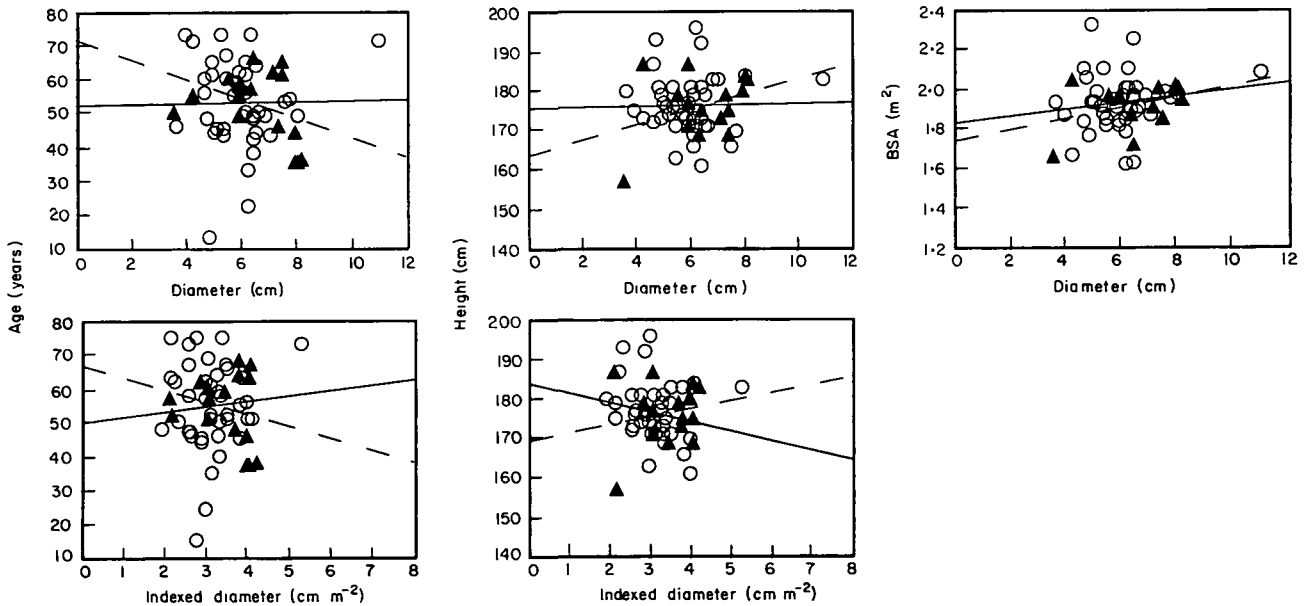 80
70
60
50
40
30
20
10
0 2 4 6 8 10 12
Diameter (cm)
200
190
180
170
160
150
140
0 2 4 6 8 10 12
Diameter (cm)
2·4
2·2
2·0
1·8
1·6
1·4
1·2
BSA (m²)
0 2 4 6 8 10 12
Diameter (cm)
Age (years)
Height (cm)
80
70
60
50
40
30
20
10
0 1 2 3 4 5 6 7 8
Indexed diameter (cm m⁻²)
200
190
180
170
160
150
140
0 1 2 3 4 5 6 7 8
Indexed diameter (cm m⁻²)